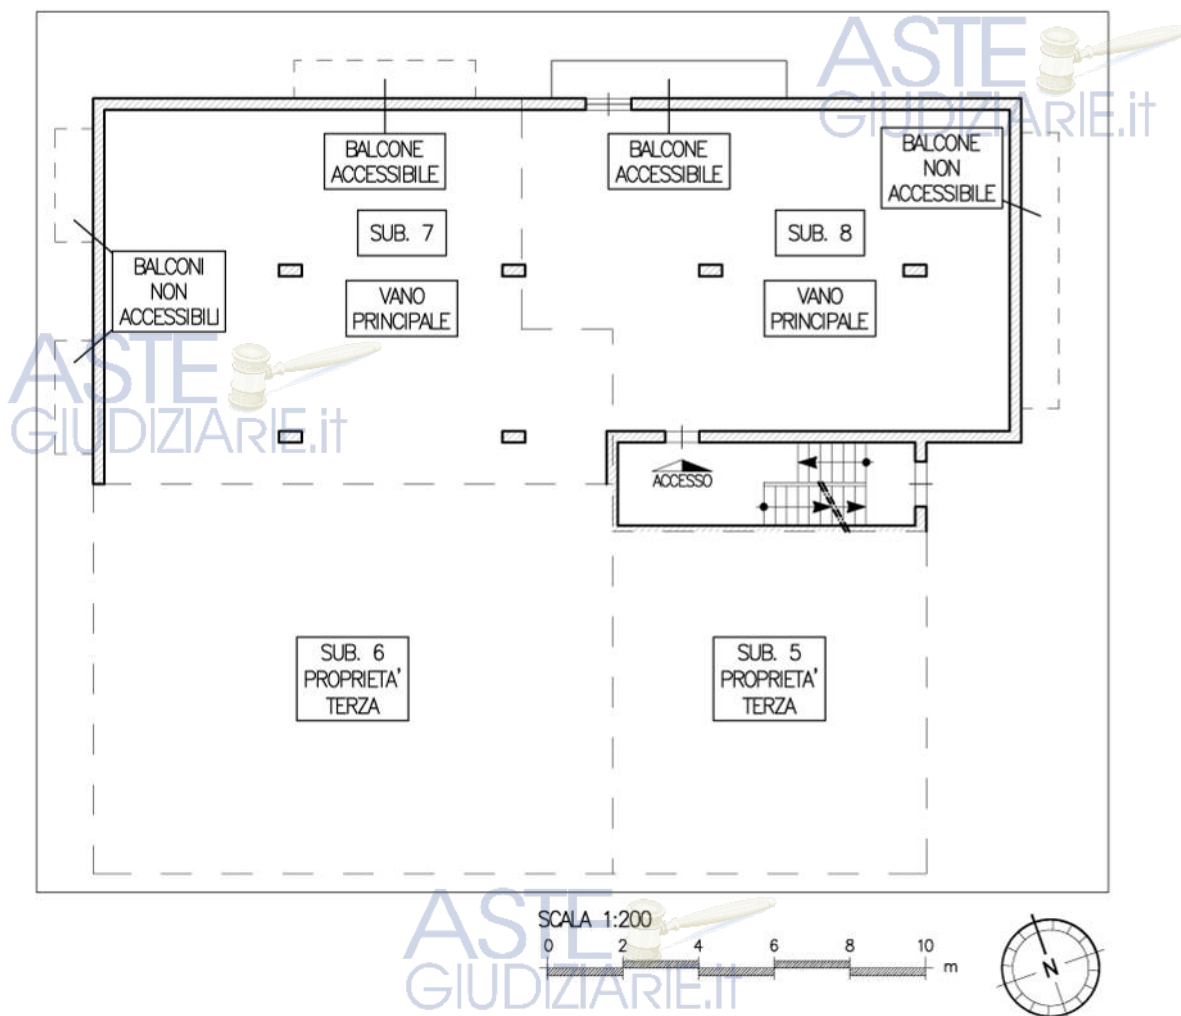 ASTE
GIUDIZIARIE.it
BALCONE
ACCESSIBILE
BALCONE
ACCESSIBILE
BALCONE
NON
ACCESSIBILE
SUB. 7
SUB. 8
BALCONI
NON
ACCESSIBILI
VANO
PRINCIPALE
VANO
PRINCIPALE
ASTE
GIUDIZIARIE.it
ACCESSO
SUB. 6
PROPRIETA'
TERZA
SUB. 5
PROPRIETA'
TERZA
ASTE
GIUDIZIARIE.it
SCALA 1:200
0 2 4 6 8 10
m
N